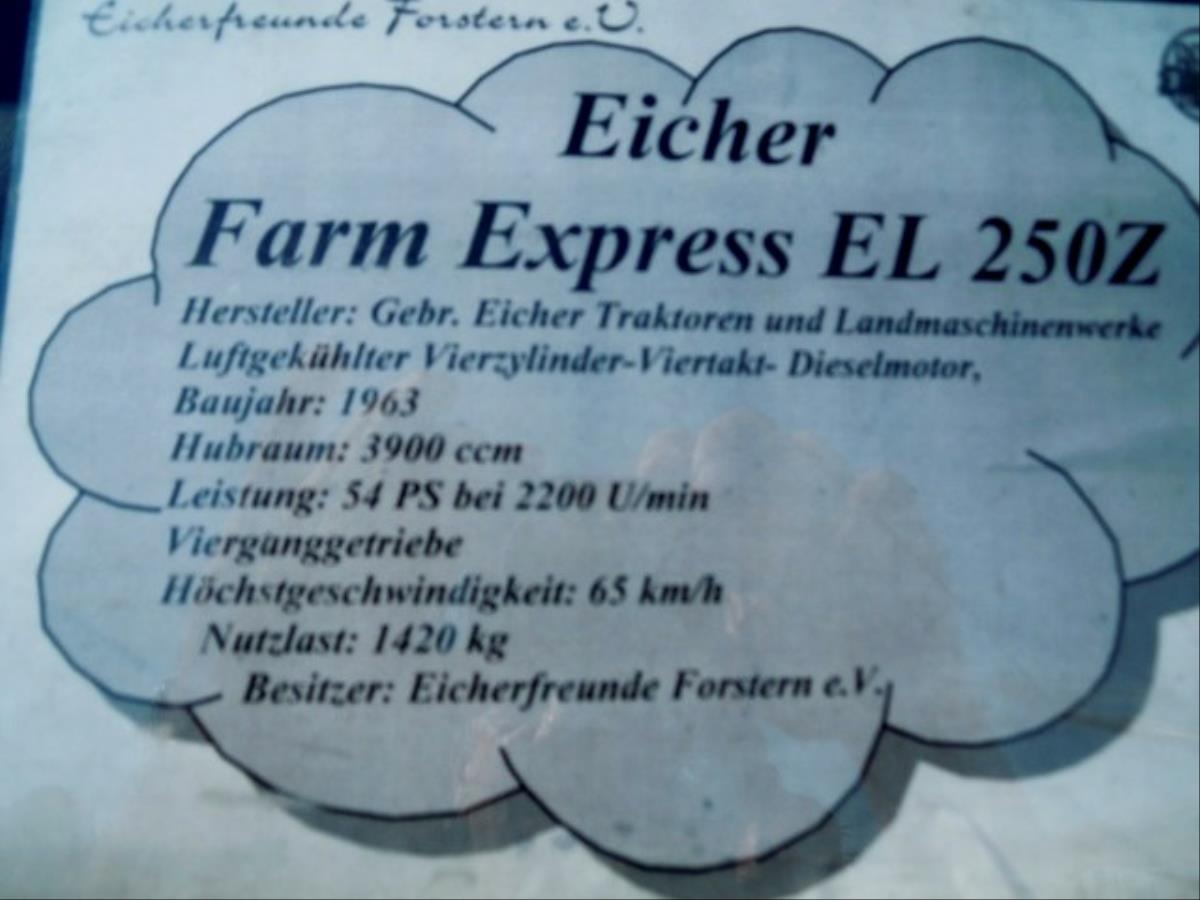 Eicherfreunde Forstern e.V.
Eicher
Farm Express EL 250Z
Hersteller: Gebr. Eicher Traktoren und Landmaschinenwerke
Luftgekühlter Vierzylinder-Viertakt- Dieselmotor,
Baujahr: 1963
Hubraum: 3900 ccm
Leistung: 54 PS bei 2200 U/min
Vierganggetriebe
Höchstgeschwindigkeit: 65 km/h
Nutzlast: 1420 kg
Besitzer: Eicherfreunde Forstern e.V.